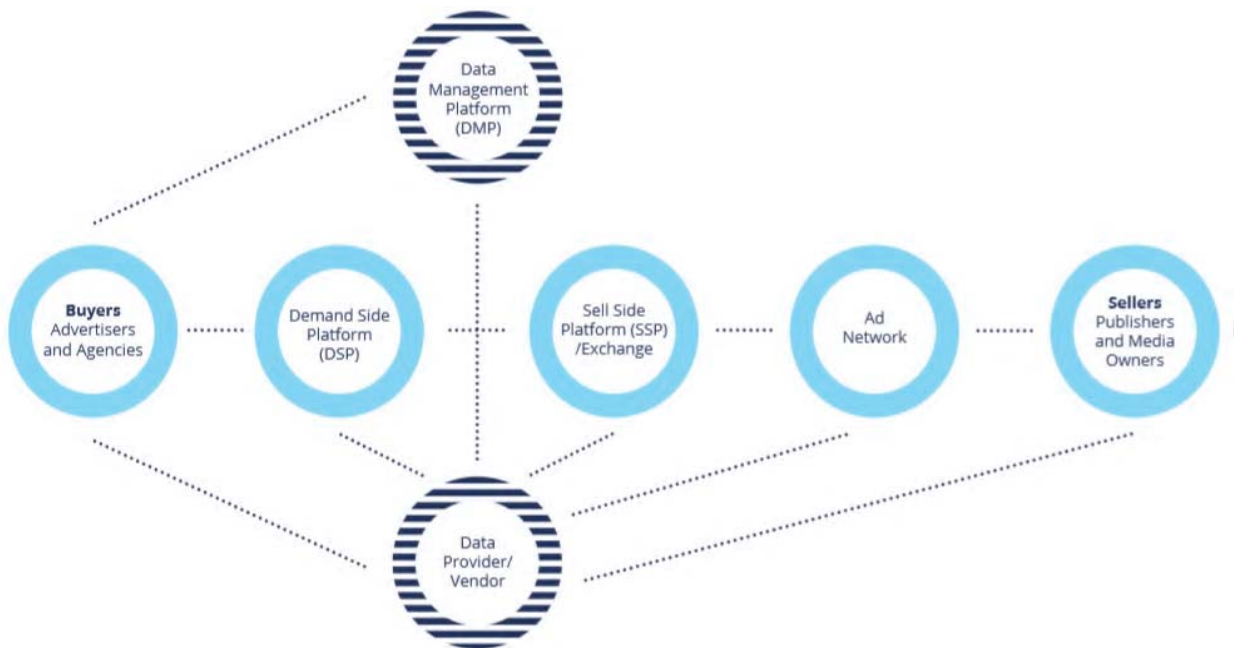 Data
Management
Platform
(DMP)
Buyers
Advertisers
and Agencies
Demand Side
Platform
(DSP)
Sell Side
Platform (SSP)
/Exchange
Ad
Network
Sellers
Publishers
and Media
Owners
Data
Provider/
Vendor